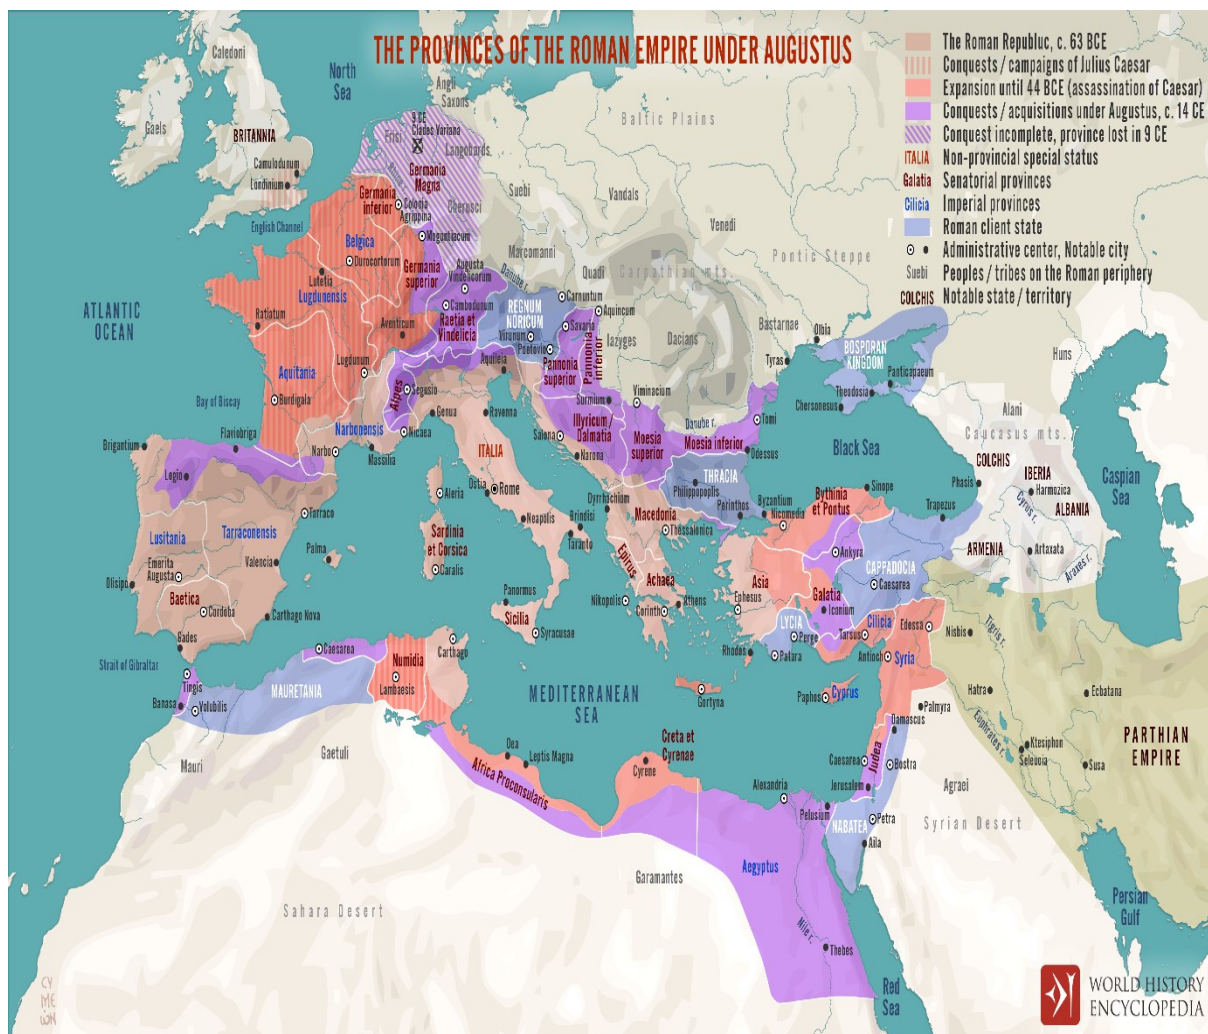 THE PROVINCES OF THE ROMAN EMPIRE UNDER AUGUSTUS
The Roman Republuc, c. 63 BCE
Conquests / campaigns of Julius Caesar
Expansion until 44 BCE (assassination of Caesar)
Conquests / acquisitions under Augustus, c. 14 CE
Conquest incomplete, province lost in 9 CE
ITALIA Non-provincial special status
Galatia Senatorial provinces
Cilicia Imperial provinces
Roman client state
Administrative center, Notable city
Suebi Peoples / tribes on the Roman periphery
COLCHIS Notable state / territory
Caledoni
North
Sea
Gaels
BRITANNIA
Camulodunum
Londinium
English Channel
Angli
Saxons
9 CE
Clades Variana
Frisi
Langobards
Rhine
Germania
Magna
Cherusci
Baltic Plains
Suebi
Vandals
Venedi
Marcomanni
Quadi
Carpathian mts.
Pontic Steppe
Germania
inferior
Colonia
Agrippina
Belgica
Mogontiacum
Durocortorum
Lutetia
Lugdunensis
Germania
superior
Augusta
Vindelicorum
Danube r.
Cambodunum
Raetia et
Vindelicia
REGNUM
NORICUM
Virunum
Poetovio
Carnuntum
Aquincum
Savaria
Iazyges
Dacians
Bastarnae
Olbia
Tyras
BOSPORAN
KINGDOM
Panticapaeum
Theodosia
Chersonesus
Huns
Alani
Caucasus mts.
ATLANTIC
OCEAN
Ratiatum
Aventicum
Aquitania
Lugdunum
Burdigala
Bay of Biscay
Alpes
Segusio
Aquileia
Pannonia
superior
Pannonia
inferior
Sirmium
Viminacium
Illyricum/
Dalmatia
Moesia
superior
Danube r.
Moesia inferior
Tomi
Odessus
Black Sea
COLCHIS
Phasis
IBERIA
Harmozica
Cyrus r.
ALBANIA
Caspian
Sea
Brigantium
Flaviobriga
Legio
Narbonensis
Narbo
Massilia
Nicaea
Genua
Ravenna
Salona
Narona
ITALIA
Ostia
Rome
Aleria
Sardinia
et Corsica
Caralis
Neapolis
Brindisi
Taranto
Dyrrhachiom
Macedonia
Thessalonica
THRACIA
Philippopolis
Perinthos
Byzantium
Nicomedia
Bythinia
et Pontus
Sinope
Trapezus
ARMENIA
Artaxata
Araxes r.
Lusitania
Tarraconensis
Tarraco
Palma
Valencia
Emerita
Augusta
Olisipo
Baetica
Cordoba
Carthago Nova
Gades
Strait of Gibraltar
Panormus
Sicilia
Syracusae
Epirus
Nikopolis
Achaea
Corinth
Athens
Asia
Ephesus
Ankyra
Galatia
Iconium
CAPPADOCIA
Caesarea
LYCIA
Perge
Patara
Rhodes
Cilicia
Tarsus
Edessa
Antioch
Syria
Nisbis
Tigris r.
Caesarea
Tingis
Banasa
Volubilis
MAURETANIA
Numidia
Lambaesis
Carthago
MEDITERRANEAN
SEA
Gortyna
Paphos
Cyprus
Hatra
Ecbatana
Palmyra
Damascus
Euphrates r.
Ktesiphon
Seleucia
Susa
PARTHIAN
EMPIRE
Mauri
Gaetuli
Oea
Leptis Magna
Africa Proconsularis
Creta et
Cyrenae
Cyrene
Alexandria
Caesarea
Judea
Bostra
Jerusalem
Pelusium
NABATEA
Petra
Aila
Agraei
Syrian Desert
Aegyptus
Garamantes
Sahara Desert
Nile r.
Thebes
Red
Sea
Persian
Gulf
CY
ME
ON
WORLD HISTORY
ENCYCLOPEDIA